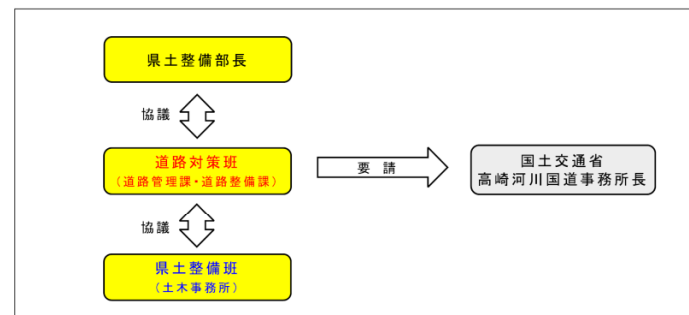 県土整備部長
協議
道路対策班
(道路管理課・道路整備課)
要請
国土交通省
高崎河川国道事務所長
協議
県土整備班
(土木事務所)